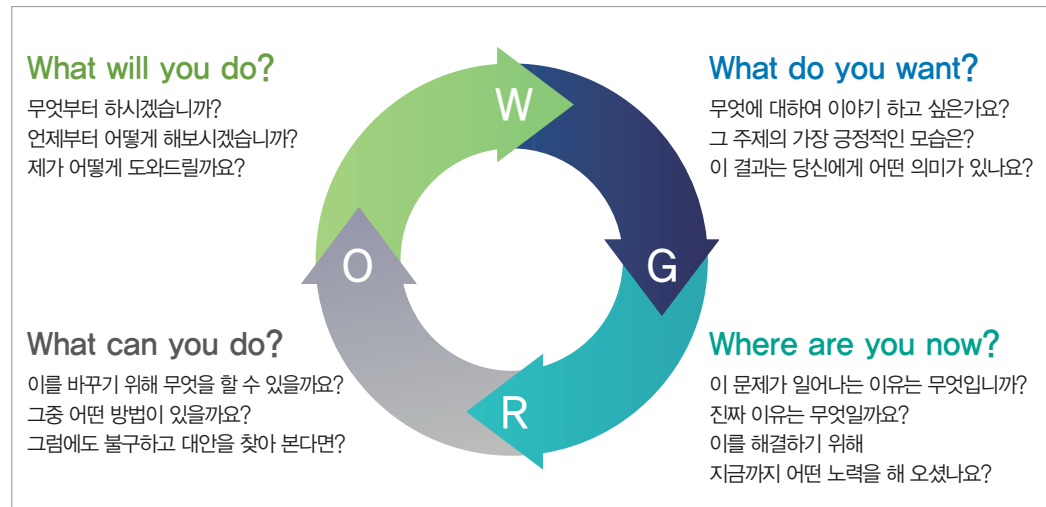 What will you do?
무엇부터 하시겠습니까?
언제부터 어떻게 해보시겠습니까?
제가 어떻게 도와드릴까요?
W
What do you want?
무엇에 대하여 이야기 하고 싶은가요?
그 주제의 가장 긍정적인 모습은?
이 결과는 당신에게 어떤 의미가 있나요?
O
G
What can you do?
이를 바꾸기 위해 무엇을 할 수 있을까요?
그중 어떤 방법이 있을까요?
그럼에도 불구하고 대안을 찾아 본다면?
R
Where are you now?
이 문제가 일어나는 이유는 무엇입니까?
진짜 이유는 무엇일까요?
이를 해결하기 위해
지금까지 어떤 노력을 해 오셨나요?